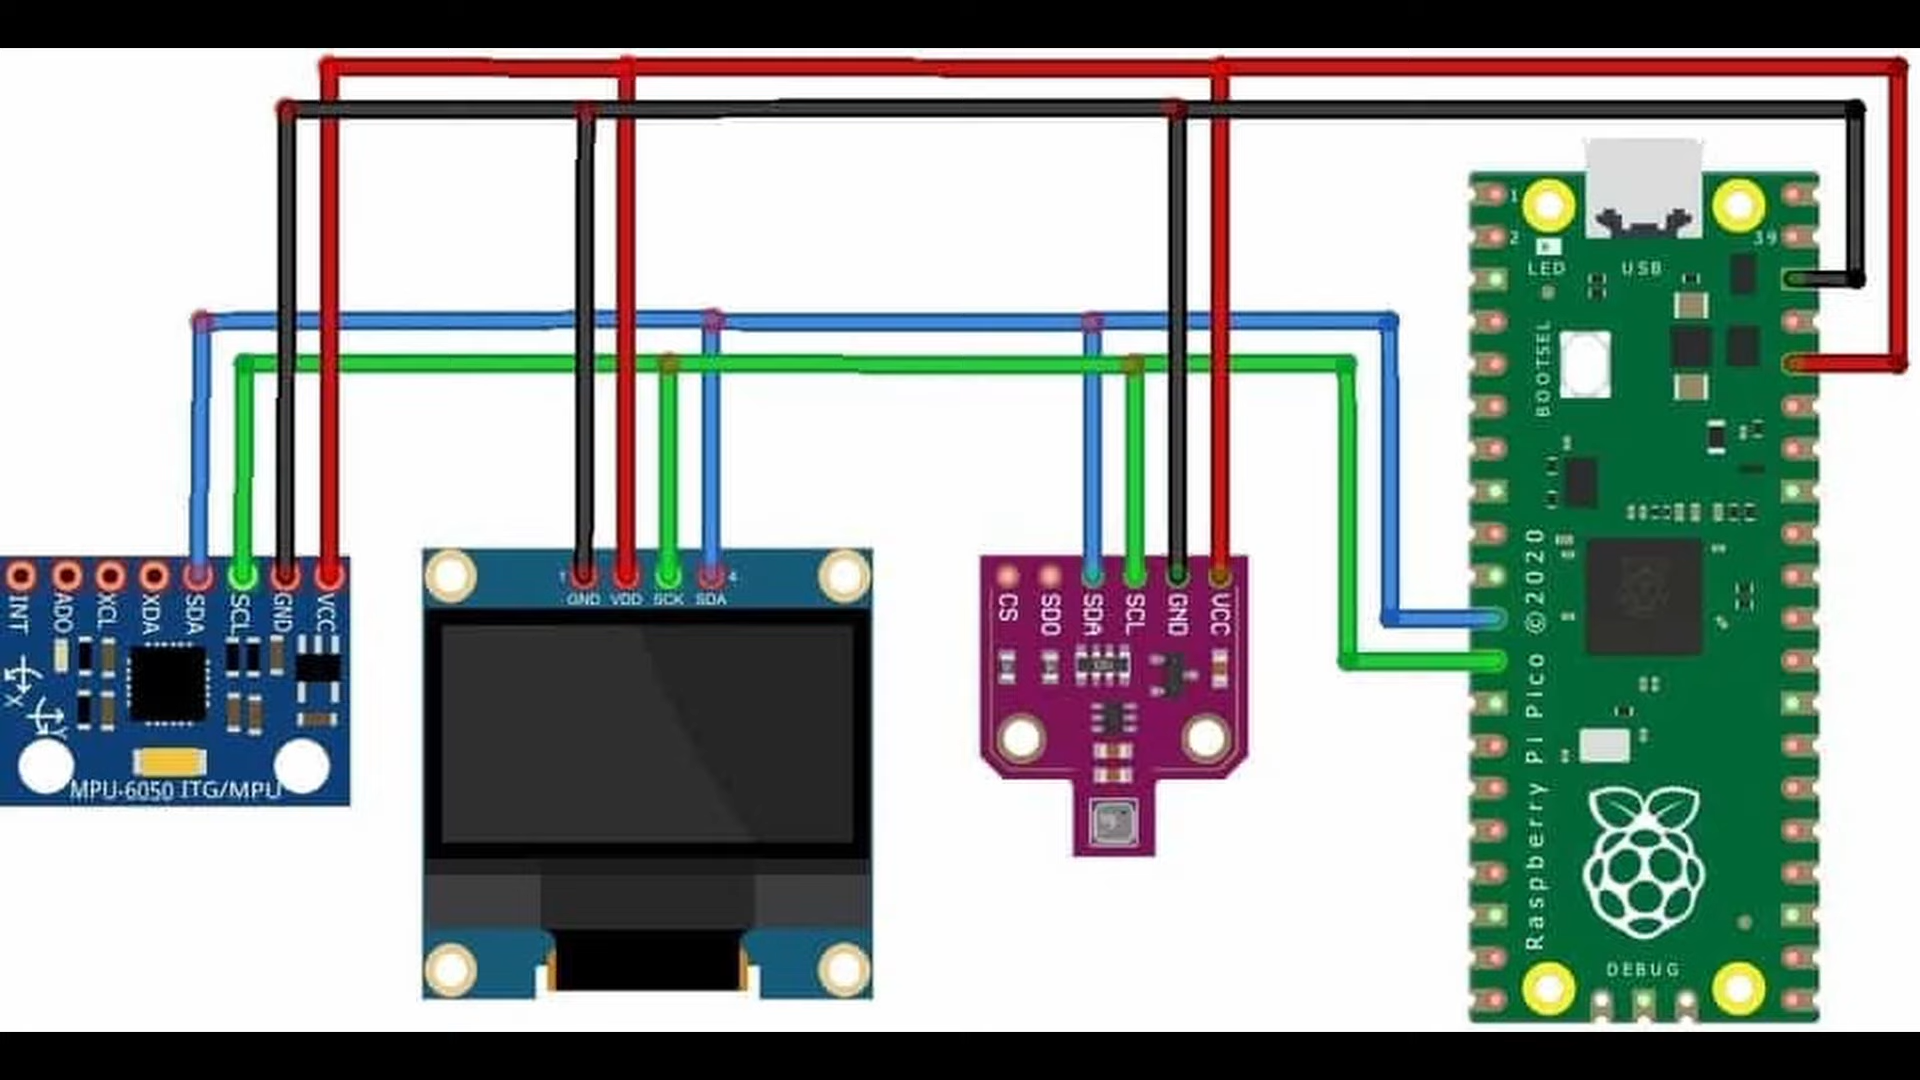 1
2
39
LED
USB
BOOTSEL
Raspberry Pi Pico ©2020
DEBUG
INT
ADO
XCL
XDA
SDA
SCL
GND
VCC
X
Y
MPU-6050 ITG/MPU
1
4
GND VDD SCK SDA
CS
SDO
SDA
SCL
GND
VCC